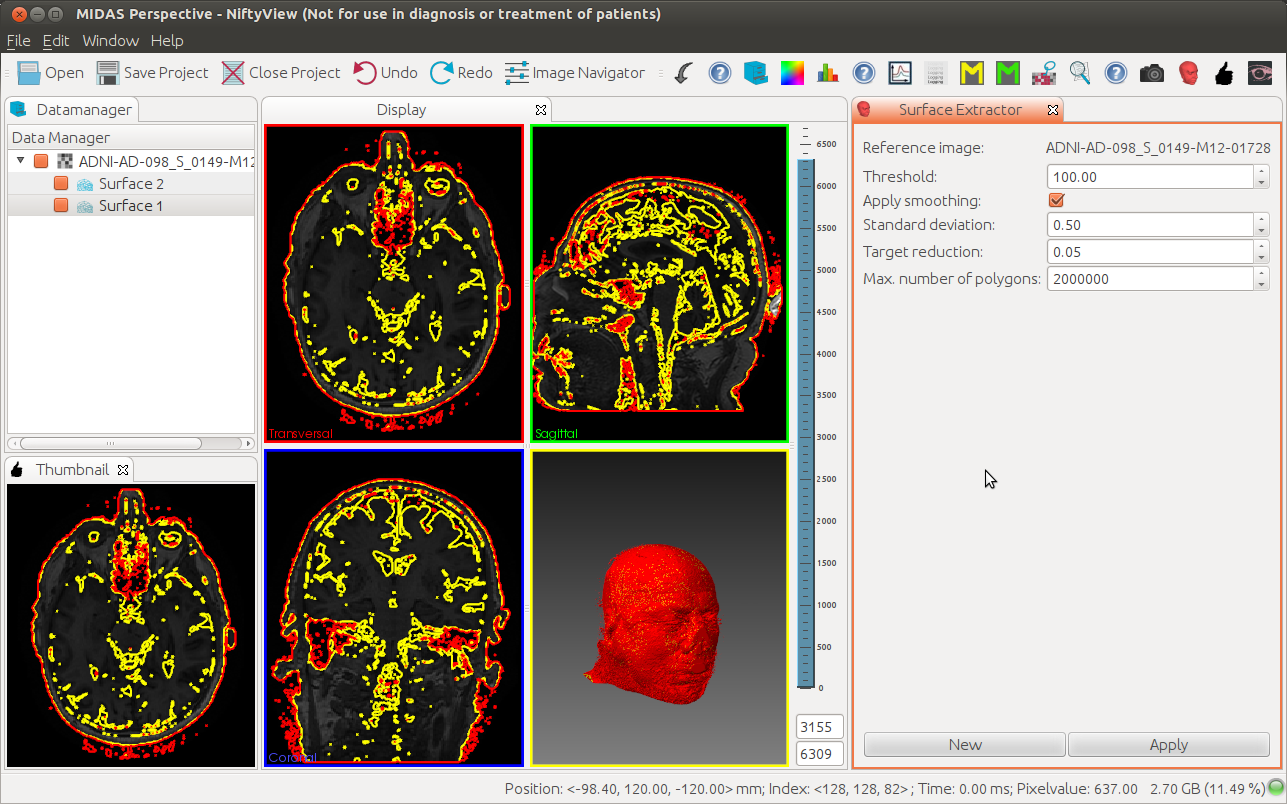 MIDAS Perspective - NiftyView (Not for use in diagnosis or treatment of patients)
File Edit Window Help
Open Save Project Close Project Undo Redo Image Navigator
Datamanager
Data Manager
ADNI-AD-098_S_0149-M12
Surface 2
Surface 1
Thumbnail
Display
Transversal
Sagittal
Coronal
6500
6000
5500
5000
4500
4000
3500
3000
2500
2000
1500
1000
500
0
3155
6309
Surface Extractor
Reference image: ADNI-AD-098_S_0149-M12-01728
Threshold: 100.00
Apply smoothing:
Standard deviation: 0.50
Target reduction: 0.05
Max. number of polygons: 2000000
New Apply
Position: <-98.40, 120.00, -120.00> mm; Index: <128, 128, 82> ; Time: 0.00 ms; Pixelvalue: 637.00 2.70 GB (11.49 %)